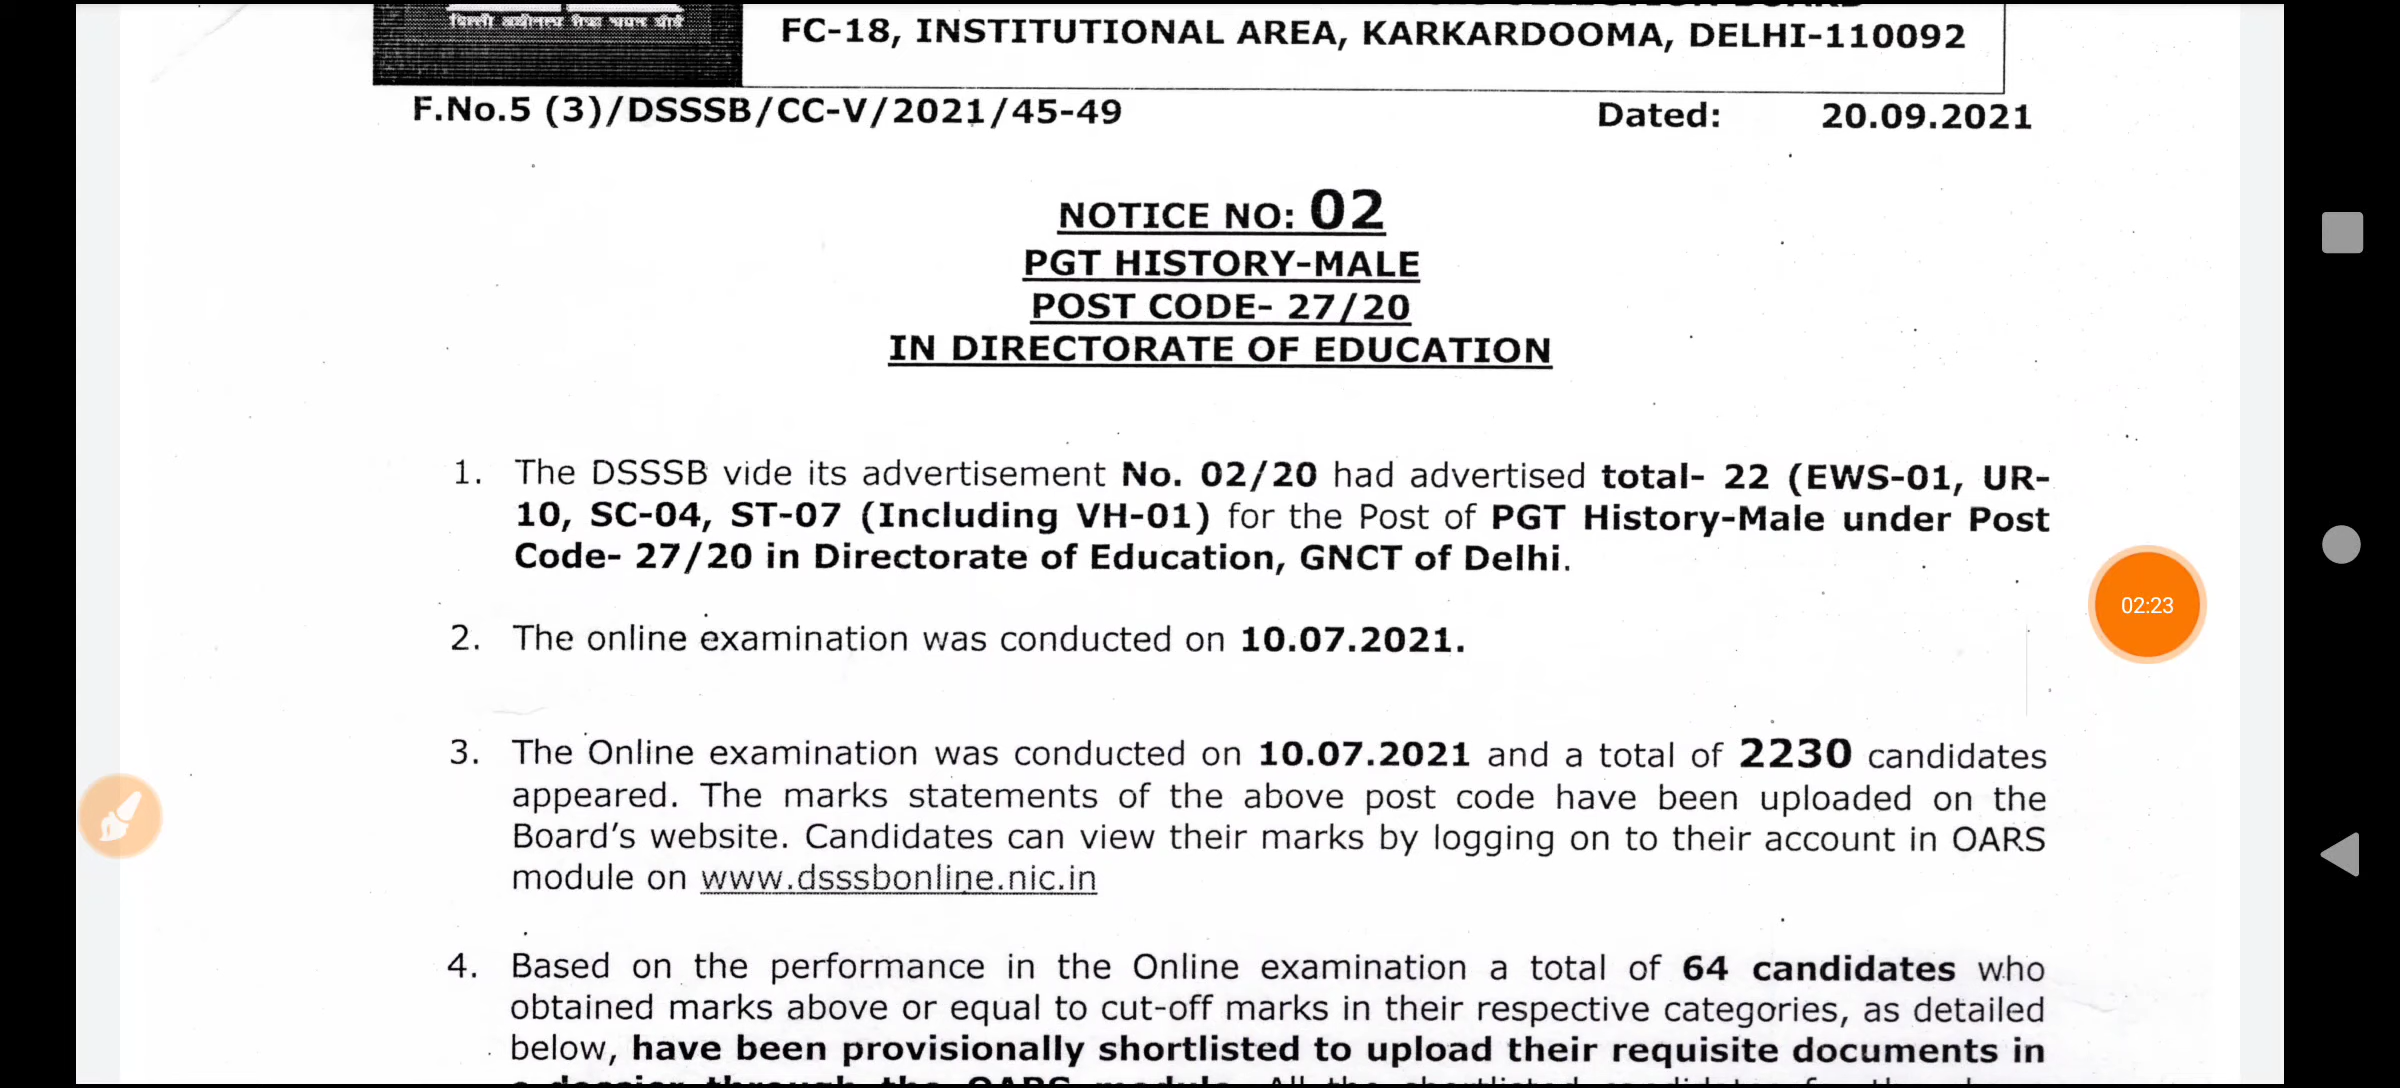 FC-18, INSTITUTIONAL AREA, KARKARDOOMA, DELHI-110092
F.No.5 (3)/DSSSB/CC-V/2021/45-49 Dated: 20.09.2021
NOTICE NO: 02
PGT HISTORY-MALE
POST CODE- 27/20
IN DIRECTORATE OF EDUCATION
1. The DSSSB vide its advertisement No. 02/20 had advertised total- 22 (EWS-01, UR-
10, SC-04, ST-07 (Including VH-01) for the Post of PGT History-Male under Post
Code- 27/20 in Directorate of Education, GNCT of Delhi.
02:23
2. The online examination was conducted on 10.07.2021.
3. The Online examination was conducted on 10.07.2021 and a total of 2230 candidates
appeared. The marks statements of the above post code have been uploaded on the
Board's website. Candidates can view their marks by logging on to their account in OARS
module on www.dsssbonline.nic.in
4. Based on the performance in the Online examination a total of 64 candidates who
obtained marks above or equal to cut-off marks in their respective categories, as detailed
below, have been provisionally shortlisted to upload their requisite documents in